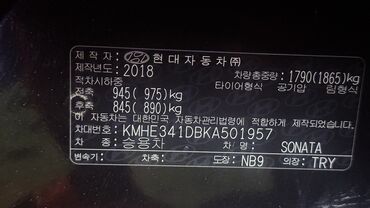 제 작 자 : 현대자동차㈜
제작년도 : 2018 차량총중량 : 1790(1865)kg
적차시하중 타이어형식 공기압 림형식
전축 945( 975)kg
후축 845( 890)kg
이 자동차는 대한민국 자동차관리법령에 적합하게 제작되었습니다.
차대번호 : KMHE341DBKA501957
차 종 : 승용차 차 명 : SONATA
변속기 : 차축 : 도장 : NB9 의장 : TRY